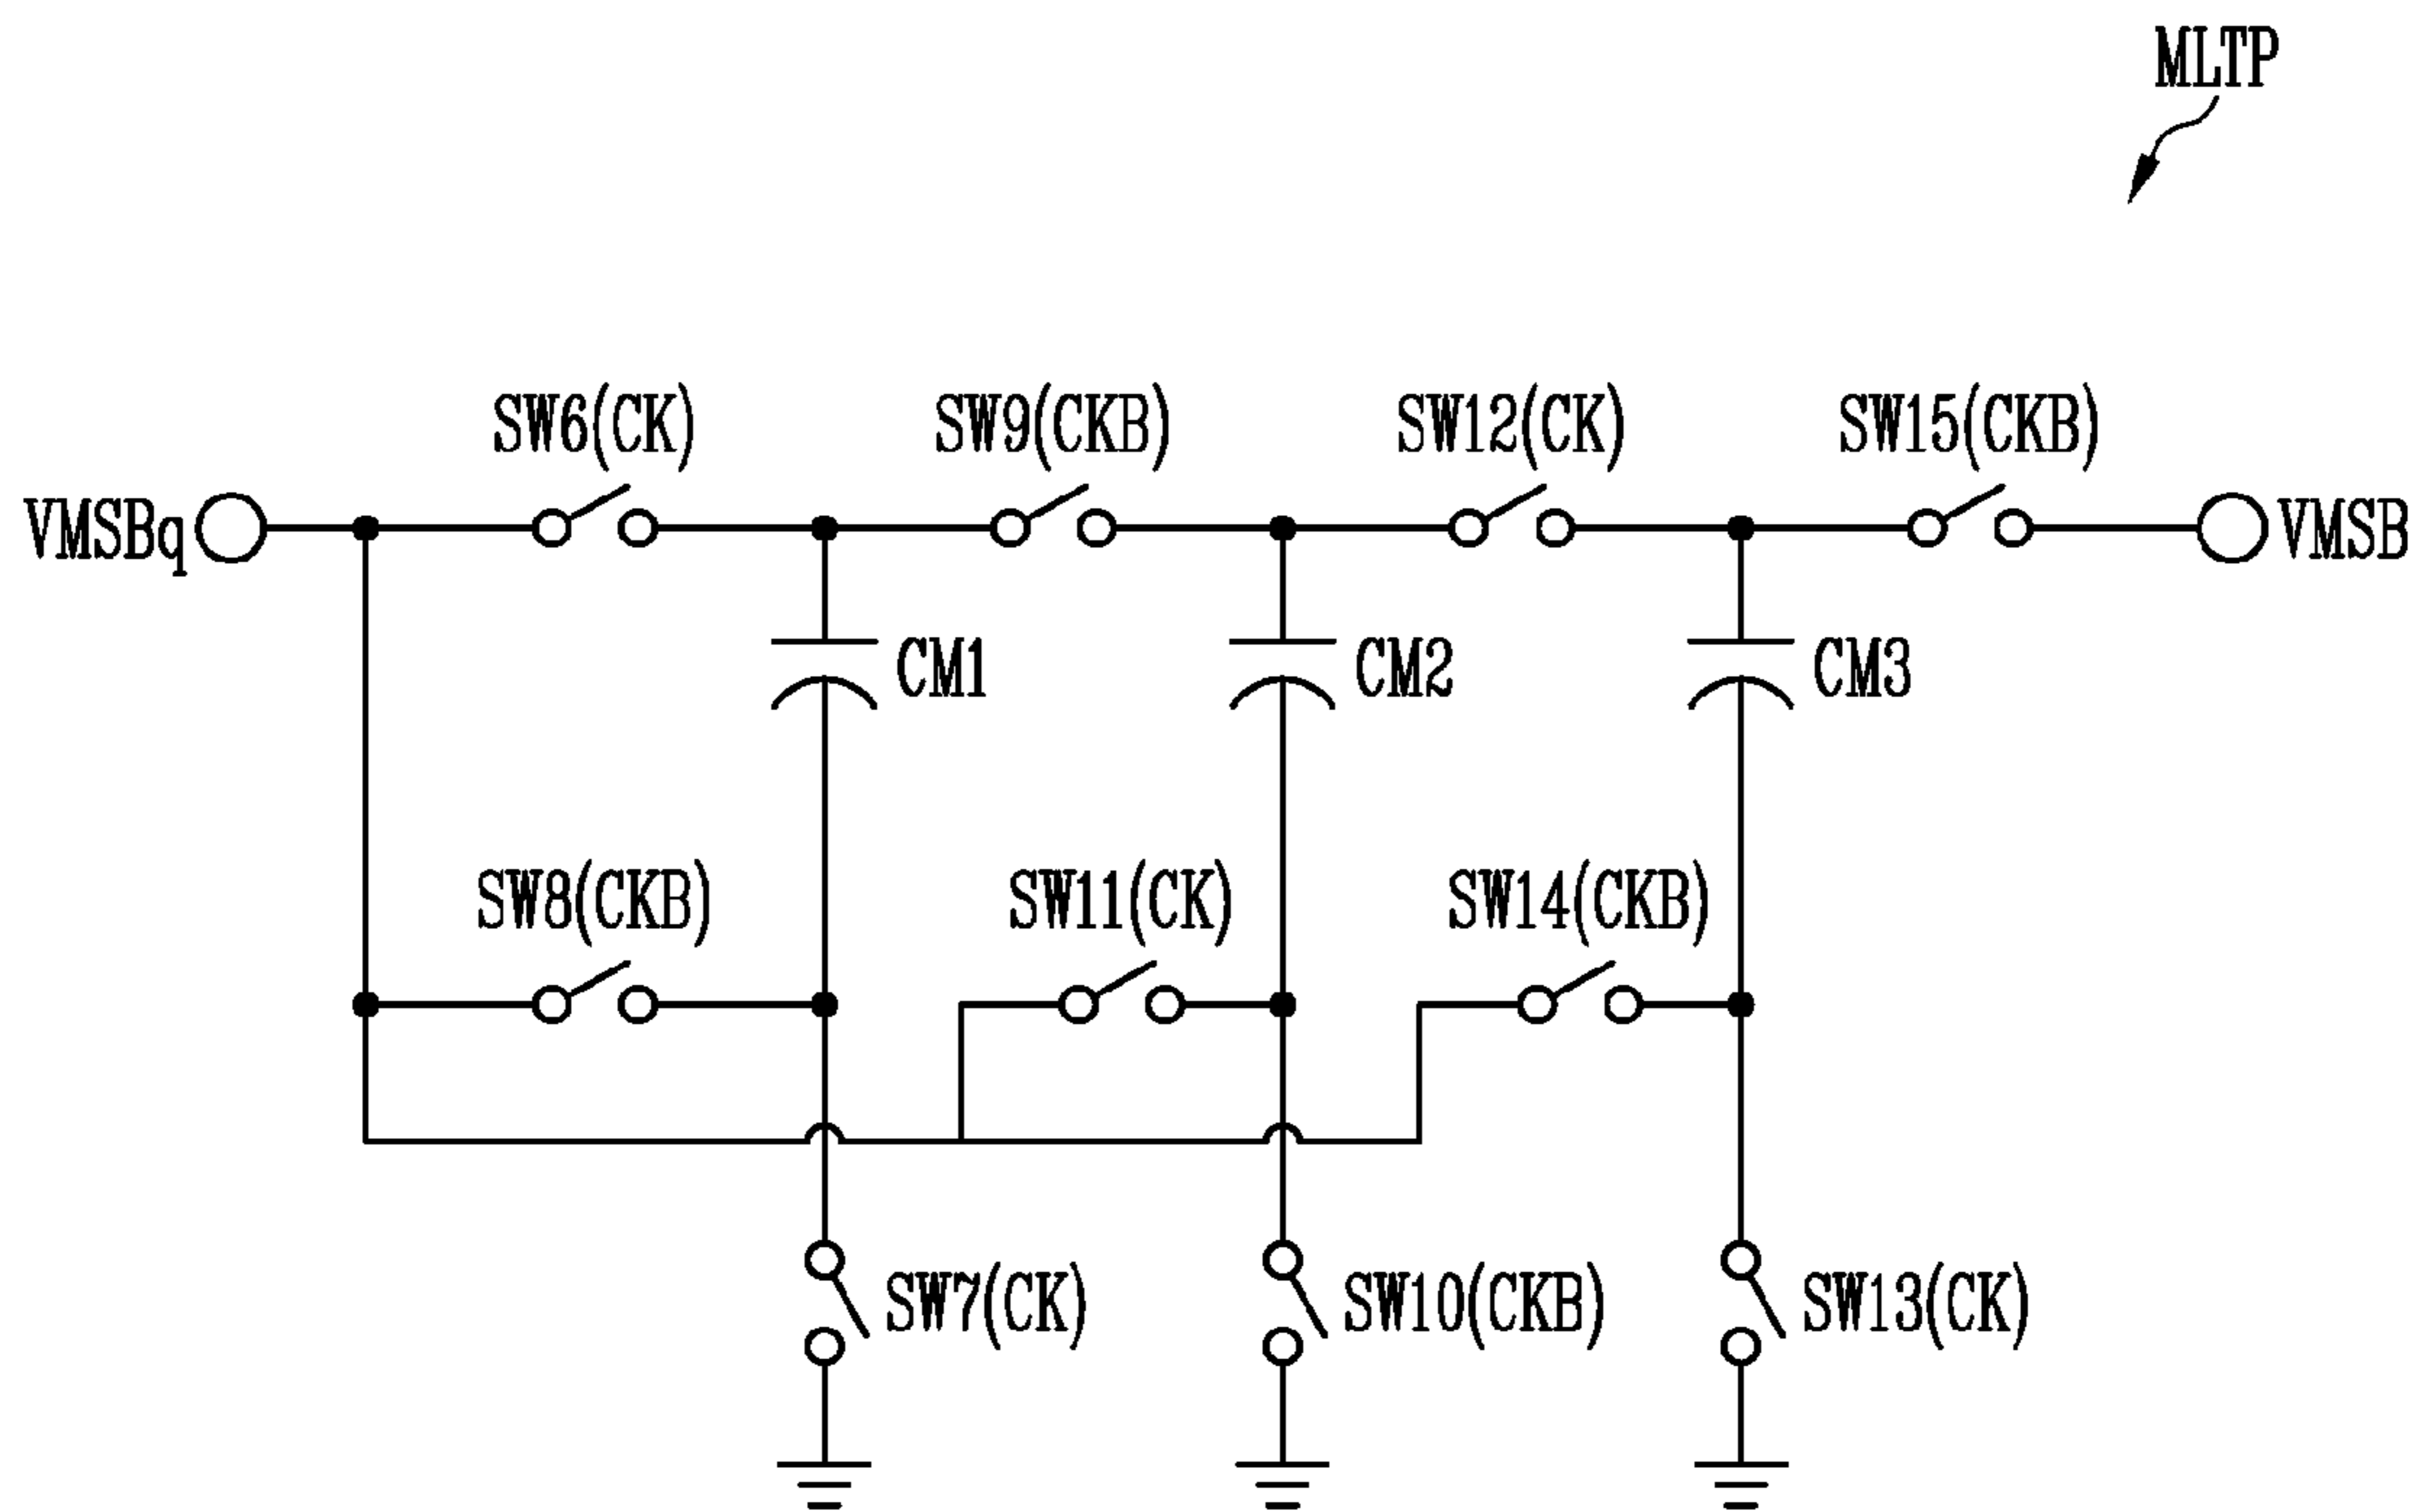 MLTP
SW6(CK) SW9(CKB) SW12(CK) SW15(CKB)
VMSBq VMSB
CM1 CM2 CM3
SW8(CKB) SW11(CK) SW14(CKB)
SW7(CK) SW10(CKB) SW13(CK)